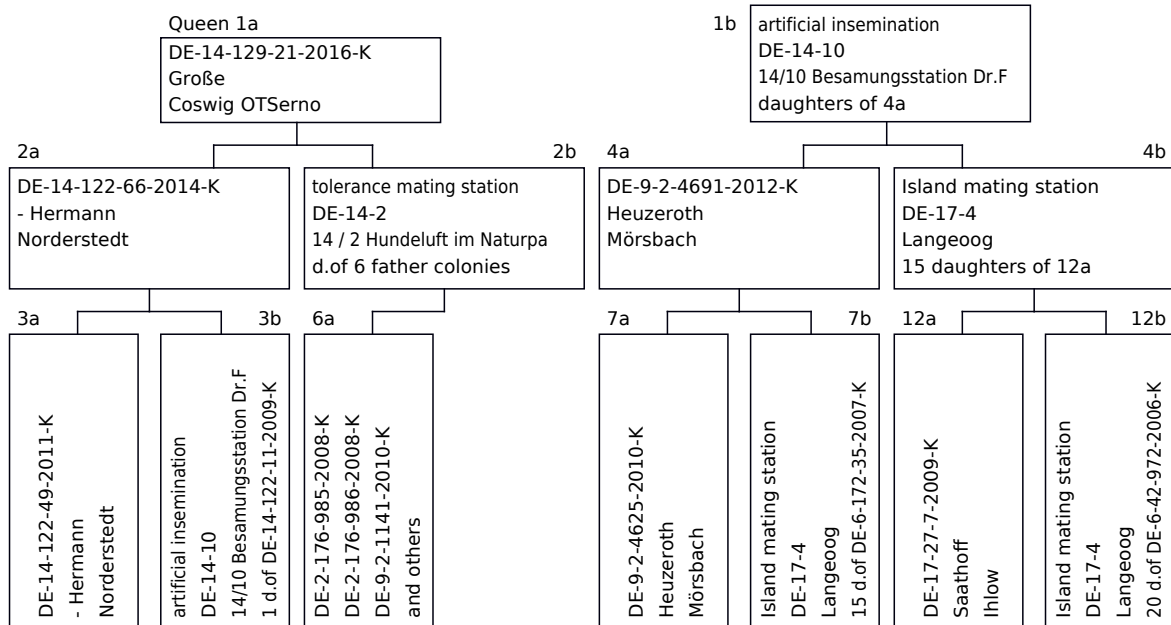 Queen 1a
DE-14-129-21-2016-K
Große
Coswig OTSerno
1b
artificial insemination
DE-14-10
14/10 Besamungsstation Dr.F
daughters of 4a
2a
DE-14-122-66-2014-K
- Hermann
Norderstedt
2b
tolerance mating station
DE-14-2
14 / 2 Hundeluft im Naturpa
d.of 6 father colonies
4a
DE-9-2-4691-2012-K
Heuzeroth
Mörsbach
4b
Island mating station
DE-17-4
Langeoog
15 daughters of 12a
3a
DE-14-122-49-2011-K
- Hermann
Norderstedt
3b
artificial insemination
DE-14-10
14/10 Besamungsstation Dr.F
1 d.of DE-14-122-11-2009-K
6a
DE-2-176-985-2008-K
DE-2-176-986-2008-K
DE-9-2-1141-2010-K
and others
7a
DE-9-2-4625-2010-K
Heuzeroth
Mörsbach
7b
Island mating station
DE-17-4
Langeoog
15 d.of DE-6-172-35-2007-K
12a
DE-17-27-7-2009-K
Saathoff
Ihlow
12b
Island mating station
DE-17-4
Langeoog
20 d.of DE-6-42-972-2006-K